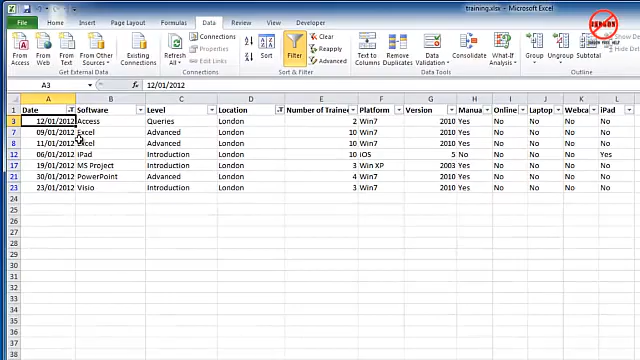 training.xlsx - Microsoft Excel
File Home Insert Page Layout Formulas Data Review View Developer
From Access From Web From Text From Other Sources Existing Connections
Connections Properties Edit Links
Sort Filter Clear Reapply Advanced
Text to Columns Remove Duplicates Consolidate What-If Analysis
Group Ungroup Subtotal
Get External Data Connections Sort & Filter Data Tools Outline
A3 12/01/2012
A B C D E F G H I J K L
1 Date Software Level Location Number of Trainee Platform Version Manua Online Laptop Webca iPad
3 12/01/2012 Access Queries London 2 Win7 2010 Yes No No No No
7 09/01/2012 Excel Advanced London 10 Win7 2010 Yes No No No No
8 11/01/2012 Excel Advanced London 10 Win7 2010 Yes No No No No
12 06/01/2012 iPad Introduction London 10 iOS 5 No No No No Yes
17 19/01/2012 MS Project Introduction London 3 Win XP 2003 Yes No No No No
21 30/01/2012 PowerPoint Advanced London 4 Win7 2010 Yes No No No No
23 23/01/2012 Visio Introduction London 3 Win7 2010 Yes No No No No
24
25
26
27
28
29
30
31
32
33
34
35
36
37
38